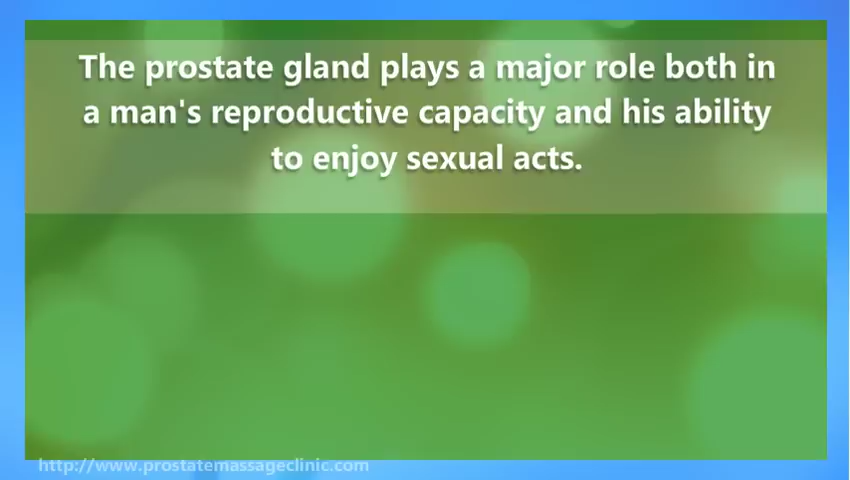 The prostate gland plays a major role both in
a man's reproductive capacity and his ability
to enjoy sexual acts.
http://www.prostatemassageclinic.com